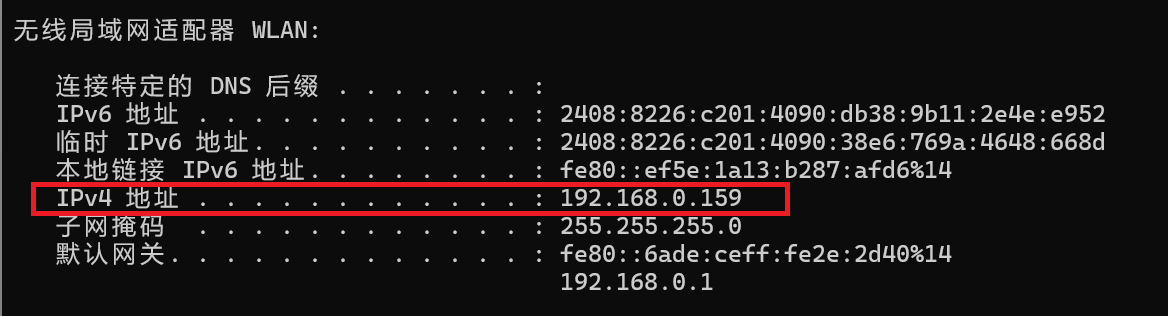 无线局域网适配器 WLAN:
连接特定的 DNS 后缀 . . . . . . . :
IPv6 地址 . . . . . . . . . . . . : 2408:8226:c201:4090:db38:9b11:2e4e:e952
临时 IPv6 地址. . . . . . . . . . : 2408:8226:c201:4090:38e6:769a:4648:668d
本地链接 IPv6 地址. . . . . . . . : fe80::ef5e:1a13:b287:afd6%14
IPv4 地址 . . . . . . . . . . . . : 192.168.0.159
子网掩码  . . . . . . . . . . . . : 255.255.255.0
默认网关. . . . . . . . . . . . . : fe80::6ade:ceff:fe2e:2d40%14
192.168.0.1